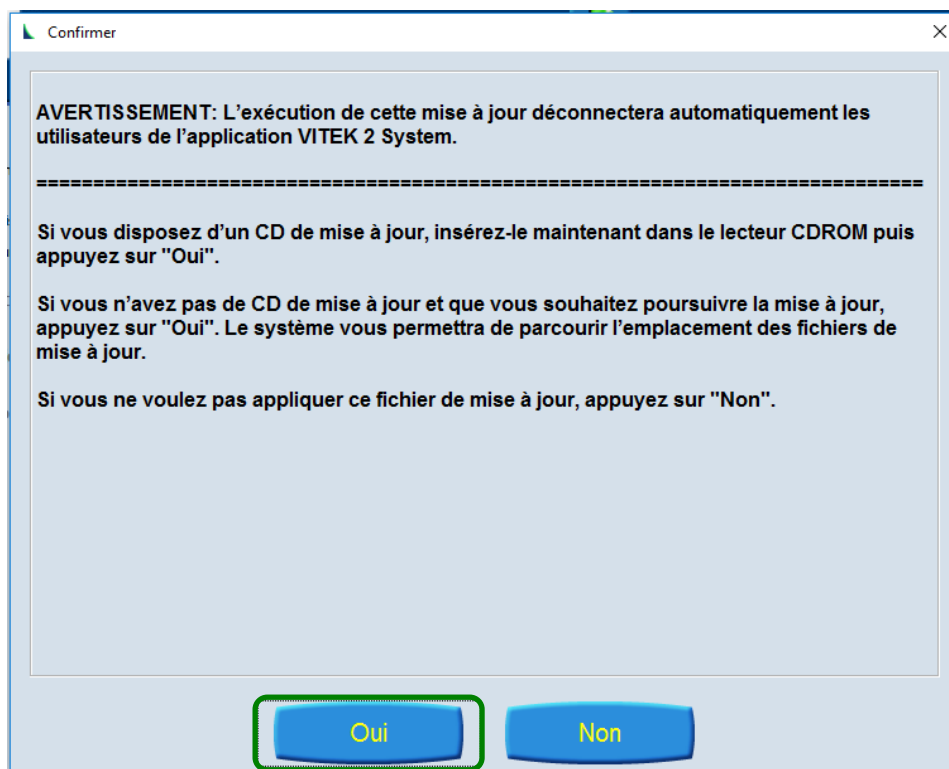 Confirmer
AVERTISSEMENT: L'exécution de cette mise à jour déconnectera automatiquement les
utilisateurs de l'application VITEK 2 System.
==============================================================================
Si vous disposez d'un CD de mise à jour, insérez-le maintenant dans le lecteur CDROM puis
appuyez sur "Oui".
Si vous n'avez pas de CD de mise à jour et que vous souhaitez poursuivre la mise à jour,
appuyez sur "Oui". Le système vous permettra de parcourir l'emplacement des fichiers de
mise à jour.
Si vous ne voulez pas appliquer ce fichier de mise à jour, appuyez sur "Non".
Oui
Non